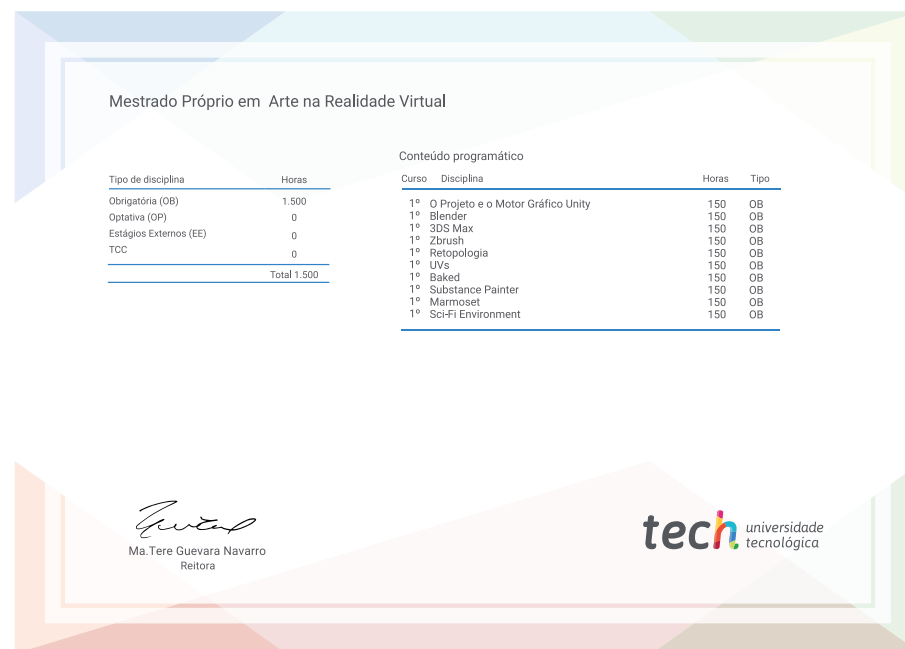 Mestrado Próprio em Arte na Realidade Virtual
Tipo de disciplina Horas
Obrigatória (OB) 1.500
Optativa (OP) 0
Estágios Externos (EE) 0
TCC 0
Total 1.500
Conteúdo programático
Curso Disciplina Horas Tipo
1º O Projeto e o Motor Gráfico Unity 150 OB
1º Blender 150 OB
1º 3DS Max 150 OB
1º Zbrush 150 OB
1º Retopologia 150 OB
1º UVs 150 OB
1º Baked 150 OB
1º Substance Painter 150 OB
1º Marmoset 150 OB
1º Sci-Fi Environment 150 OB
Ma.Tere Guevara Navarro
Reitora
tech universidade
tecnológica